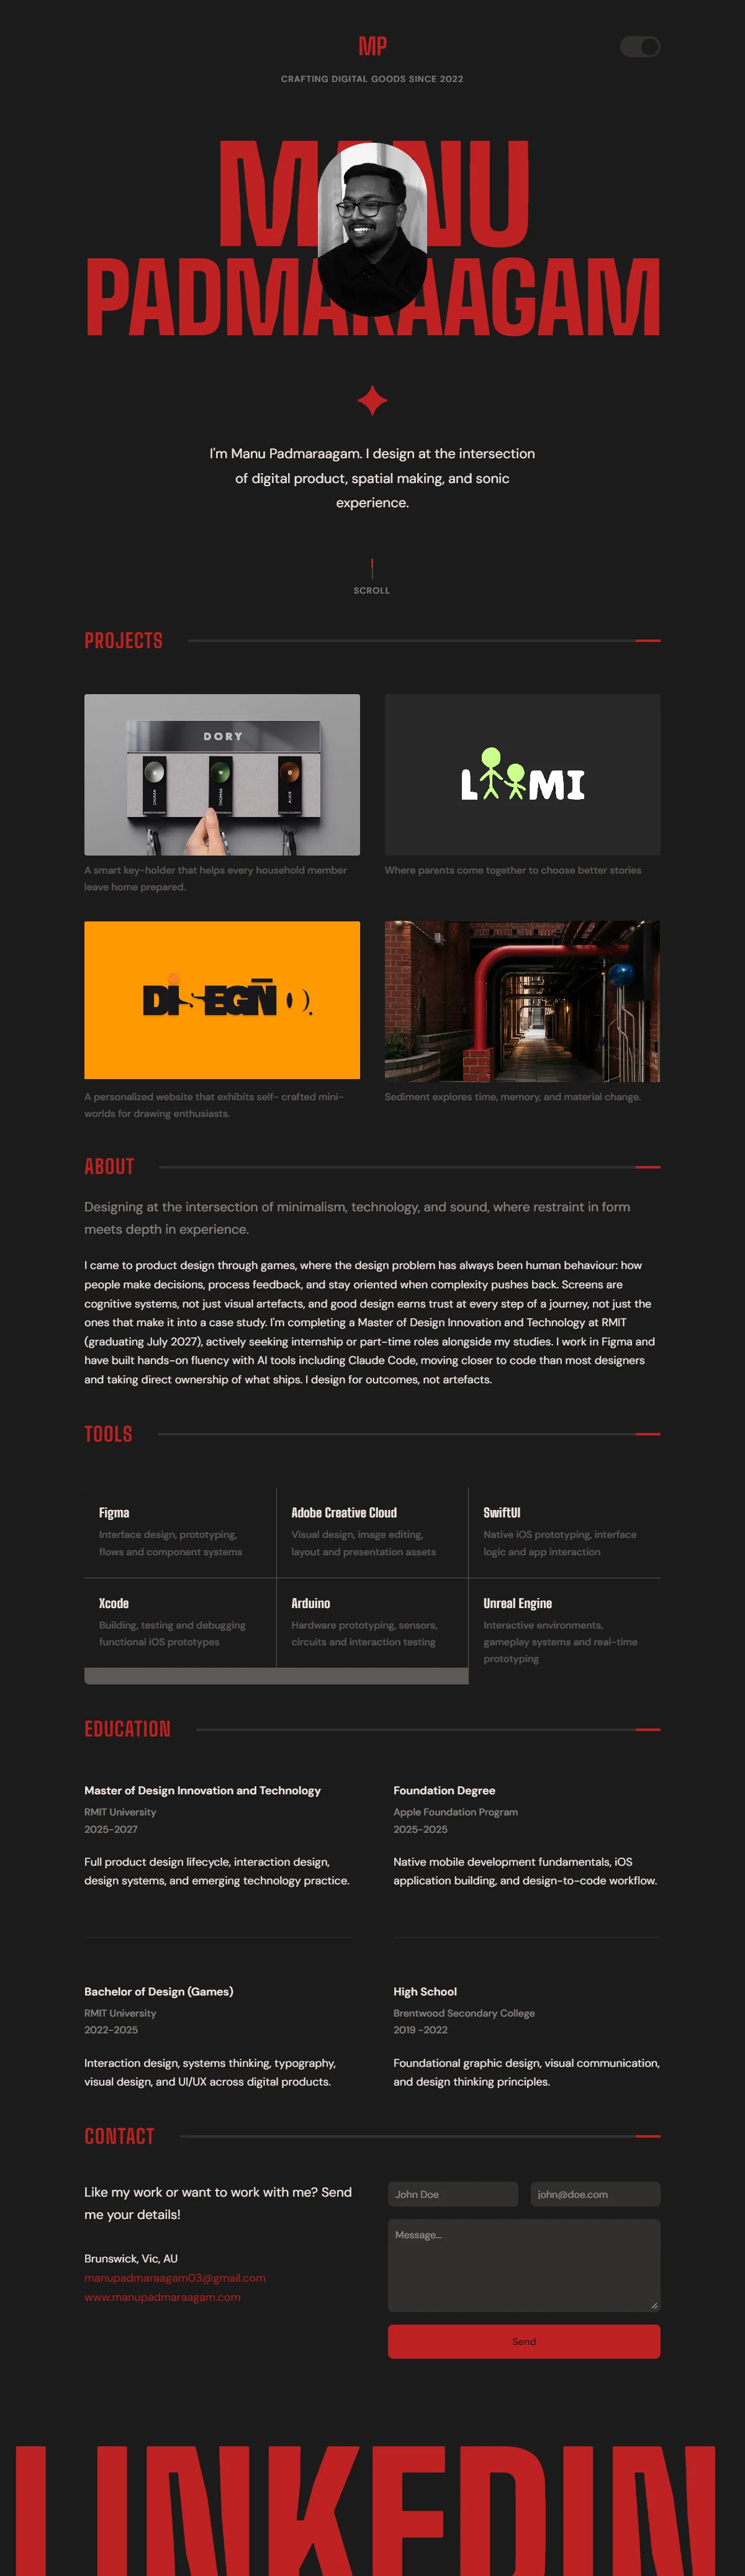 MP
CRAFTING DIGITAL GOODS SINCE 2022
MANU
PADMARAAGAM
I'm Manu Padmaraagam. I design at the intersection
of digital product, spatial making, and sonic
experience.
SCROLL
PROJECTS
DORY
THOMAS
ALICE
LOOMI
A smart key-holder that helps every household member
leave home prepared.
Where parents come together to choose better stories
DiSEGÑO.
A personalized website that exhibits self- crafted mini-
worlds for drawing enthusiasts.
Sediment explores time, memory, and material change.
ABOUT
Designing at the intersection of minimalism, technology, and sound, where restraint in form
meets depth in experience.
I came to product design through games, where the design problem has always been human behaviour: how
people make decisions, process feedback, and stay oriented when complexity pushes back. Screens are
cognitive systems, not just visual artefacts, and good design earns trust at every step of a journey, not just the
ones that make it into a case study. I'm completing a Master of Design Innovation and Technology at RMIT
(graduating July 2027), actively seeking internship or part-time roles alongside my studies. I work in Figma and
have built hands-on fluency with AI tools including Claude Code, moving closer to code than most designers
and taking direct ownership of what ships. I design for outcomes, not artefacts.
TOOLS
Figma
Interface design, prototyping,
flows and component systems
Adobe Creative Cloud
Visual design, image editing,
layout and presentation assets
SwiftUI
Native iOS prototyping, interface
logic and app interaction
Xcode
Building, testing and debugging
functional iOS prototypes
Arduino
Hardware prototyping, sensors,
circuits and interaction testing
Unreal Engine
Interactive environments,
gameplay systems and real-time
prototyping
EDUCATION
Master of Design Innovation and Technology
RMIT University
2025-2027
Full product design lifecycle, interaction design,
design systems, and emerging technology practice.
Foundation Degree
Apple Foundation Program
2025-2025
Native mobile development fundamentals, iOS
application building, and design-to-code workflow.
Bachelor of Design (Games)
RMIT University
2022-2025
Interaction design, systems thinking, typography,
visual design, and UI/UX across digital products.
High School
Brentwood Secondary College
2019 -2022
Foundational graphic design, visual communication,
and design thinking principles.
CONTACT
Like my work or want to work with me? Send
me your details!
Brunswick, Vic, AU
manupadmaraagam03@gmail.com
www.manupadmaraagam.com
John Doe
john@doe.com
Message...
Send
LINKEDIN